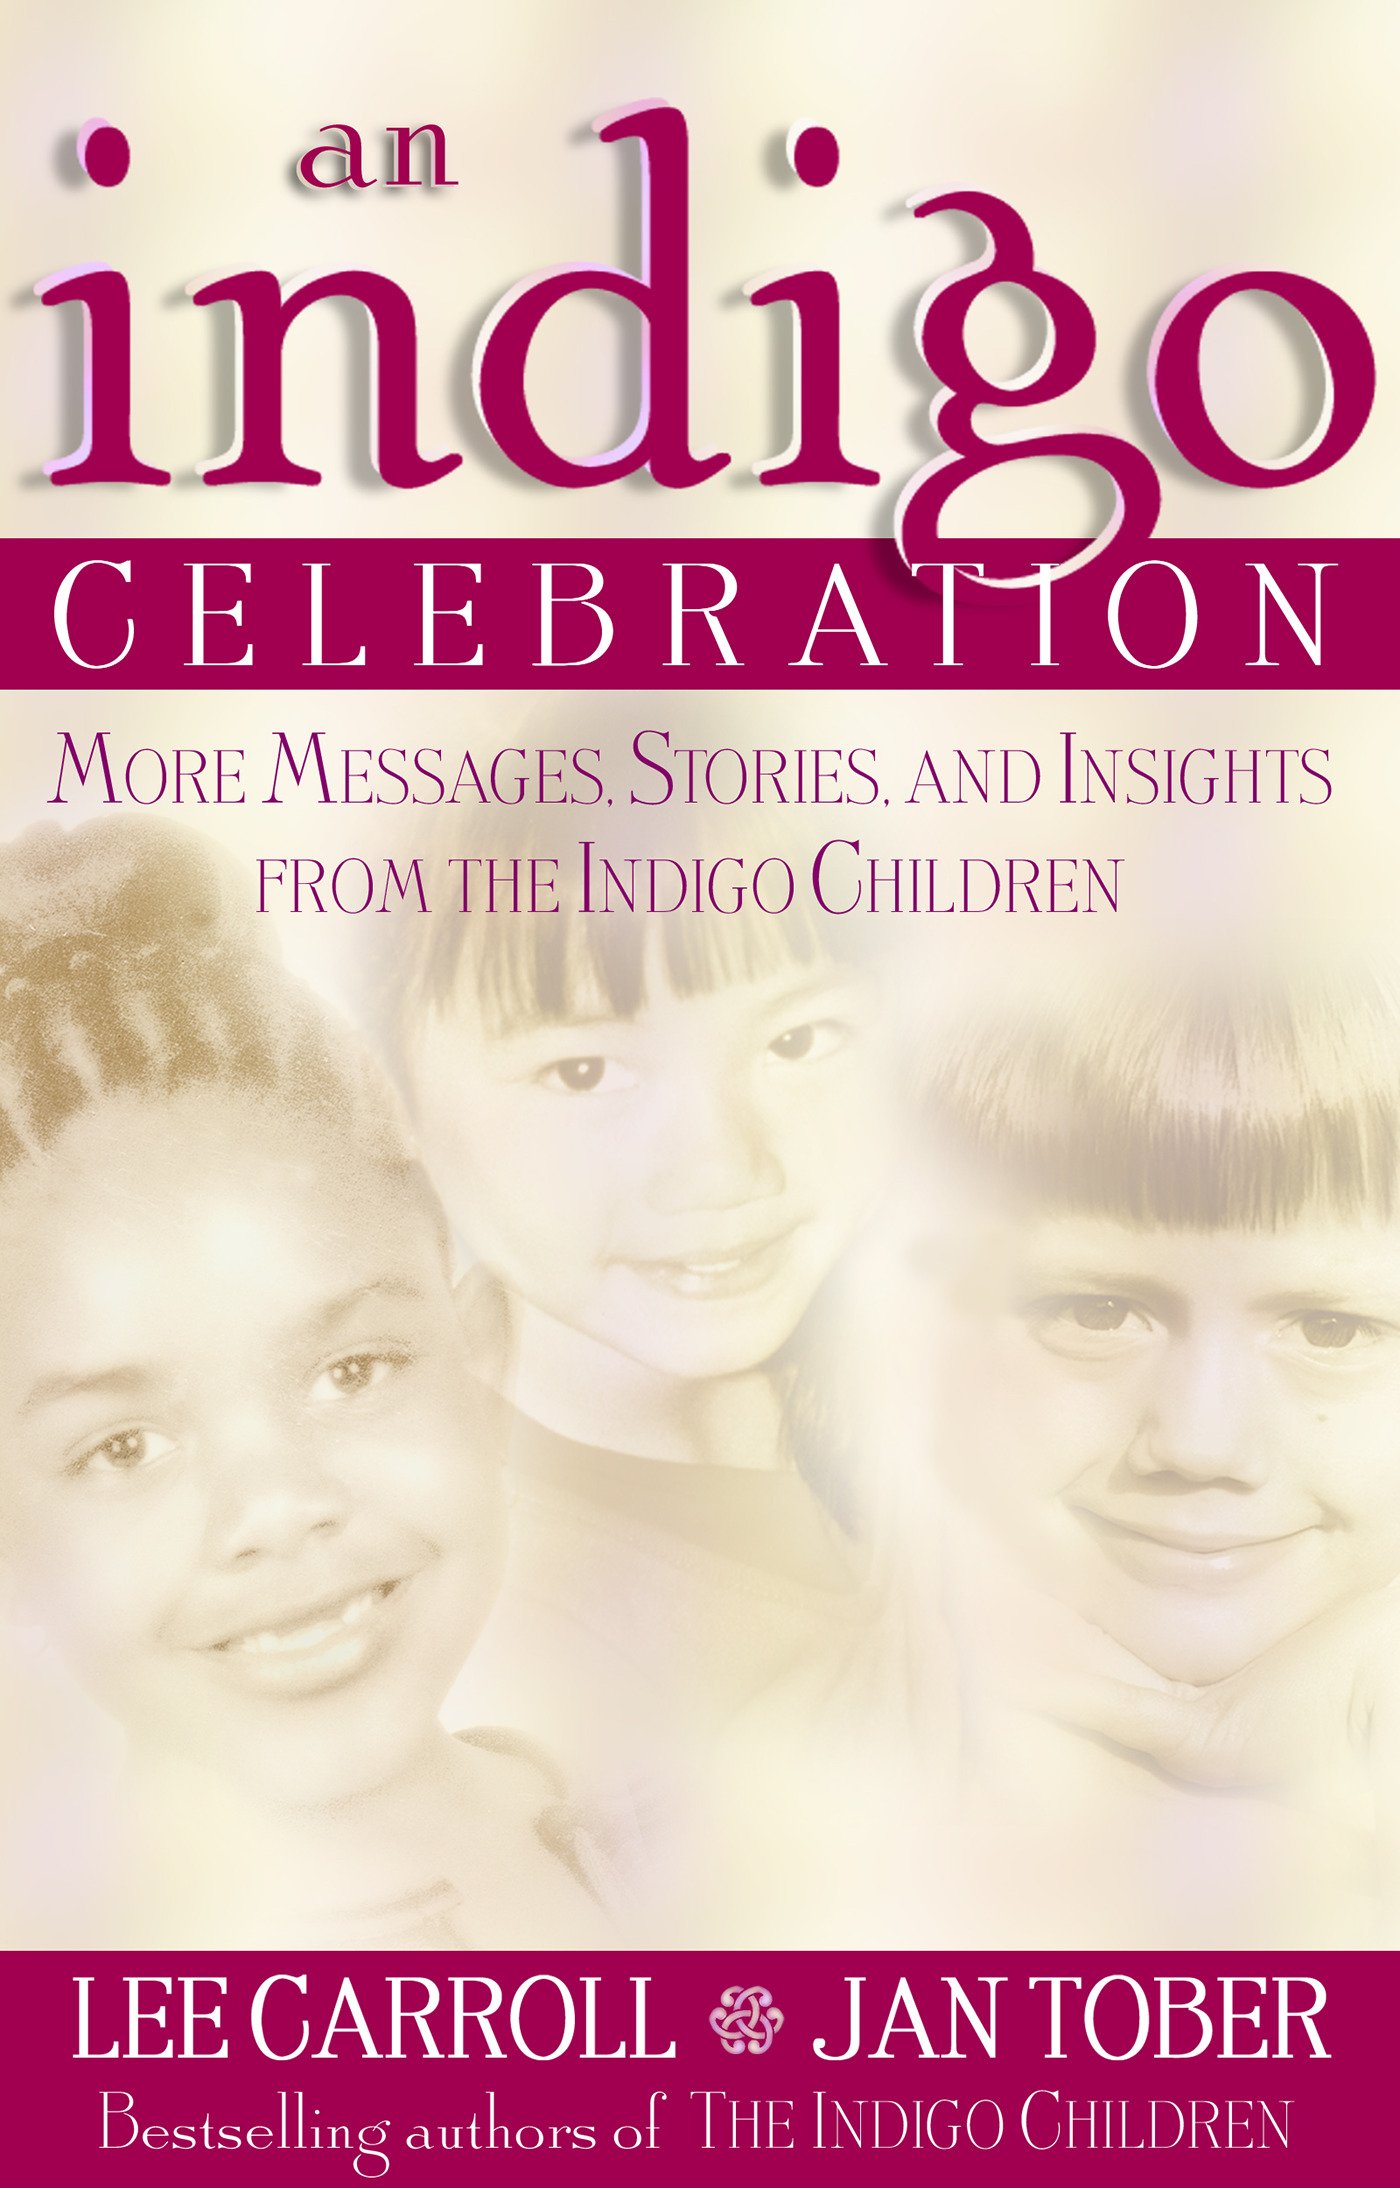 an
indigo
CELEBRATION
MORE MESSAGES, STORIES, AND INSIGHTS
FROM THE INDIGO CHILDREN
LEE CARROLL JAN TOBER
Bestselling authors of THE INDIGO CHILDREN